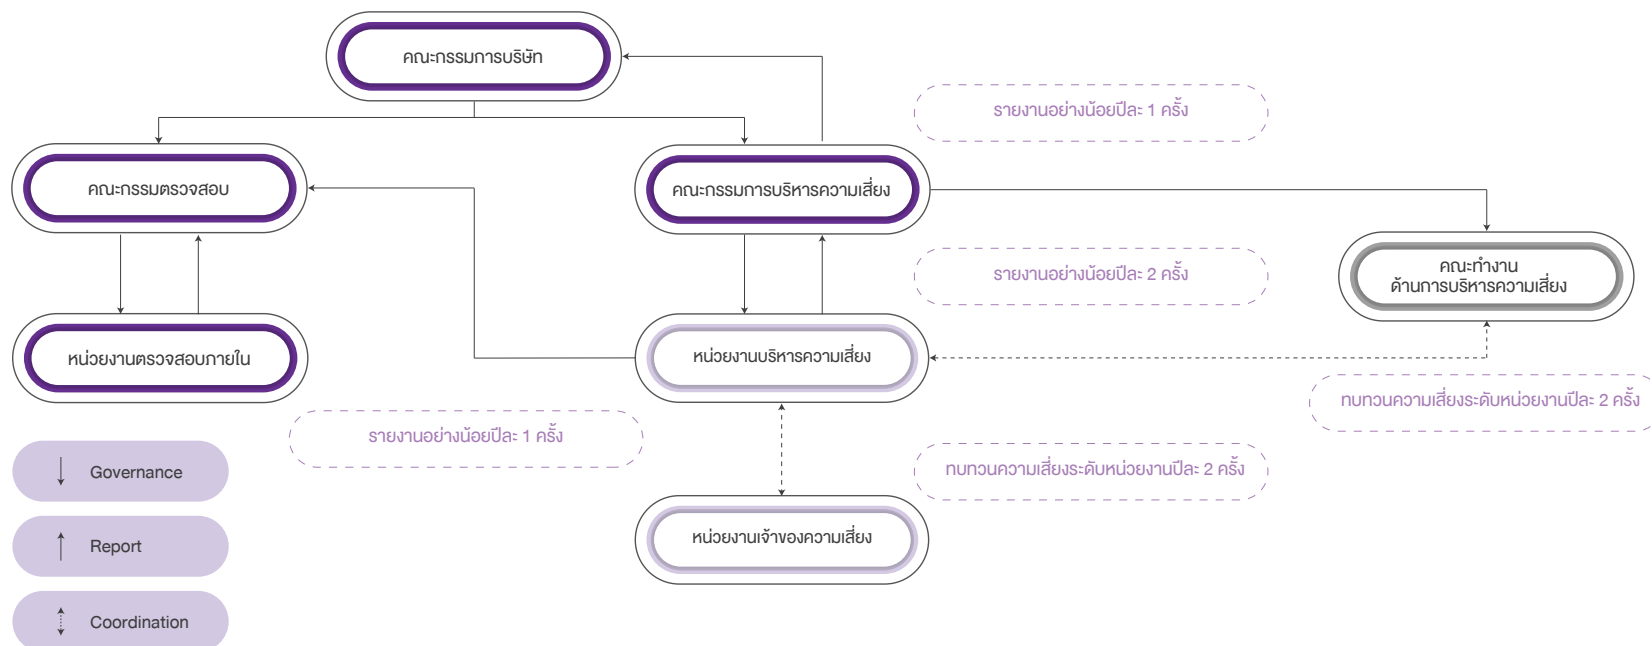 คณะกรรมการบริษัท
รายงานอย่างน้อยปีละ 1 ครั้ง
คณะกรรมตรวจสอบ
คณะกรรมการบริหารความเสี่ยง
รายงานอย่างน้อยปีละ 2 ครั้ง
คณะทำงาน
ด้านการบริหารความเสี่ยง
หน่วยงานตรวจสอบภายใน
หน่วยงานบริหารความเสี่ยง
ทบทวนความเสี่ยงระดับหน่วยงานปีละ 2 ครั้ง
รายงานอย่างน้อยปีละ 1 ครั้ง
ทบทวนความเสี่ยงระดับหน่วยงานปีละ 2 ครั้ง
หน่วยงานเจ้าของความเสี่ยง
Governance
Report
Coordination